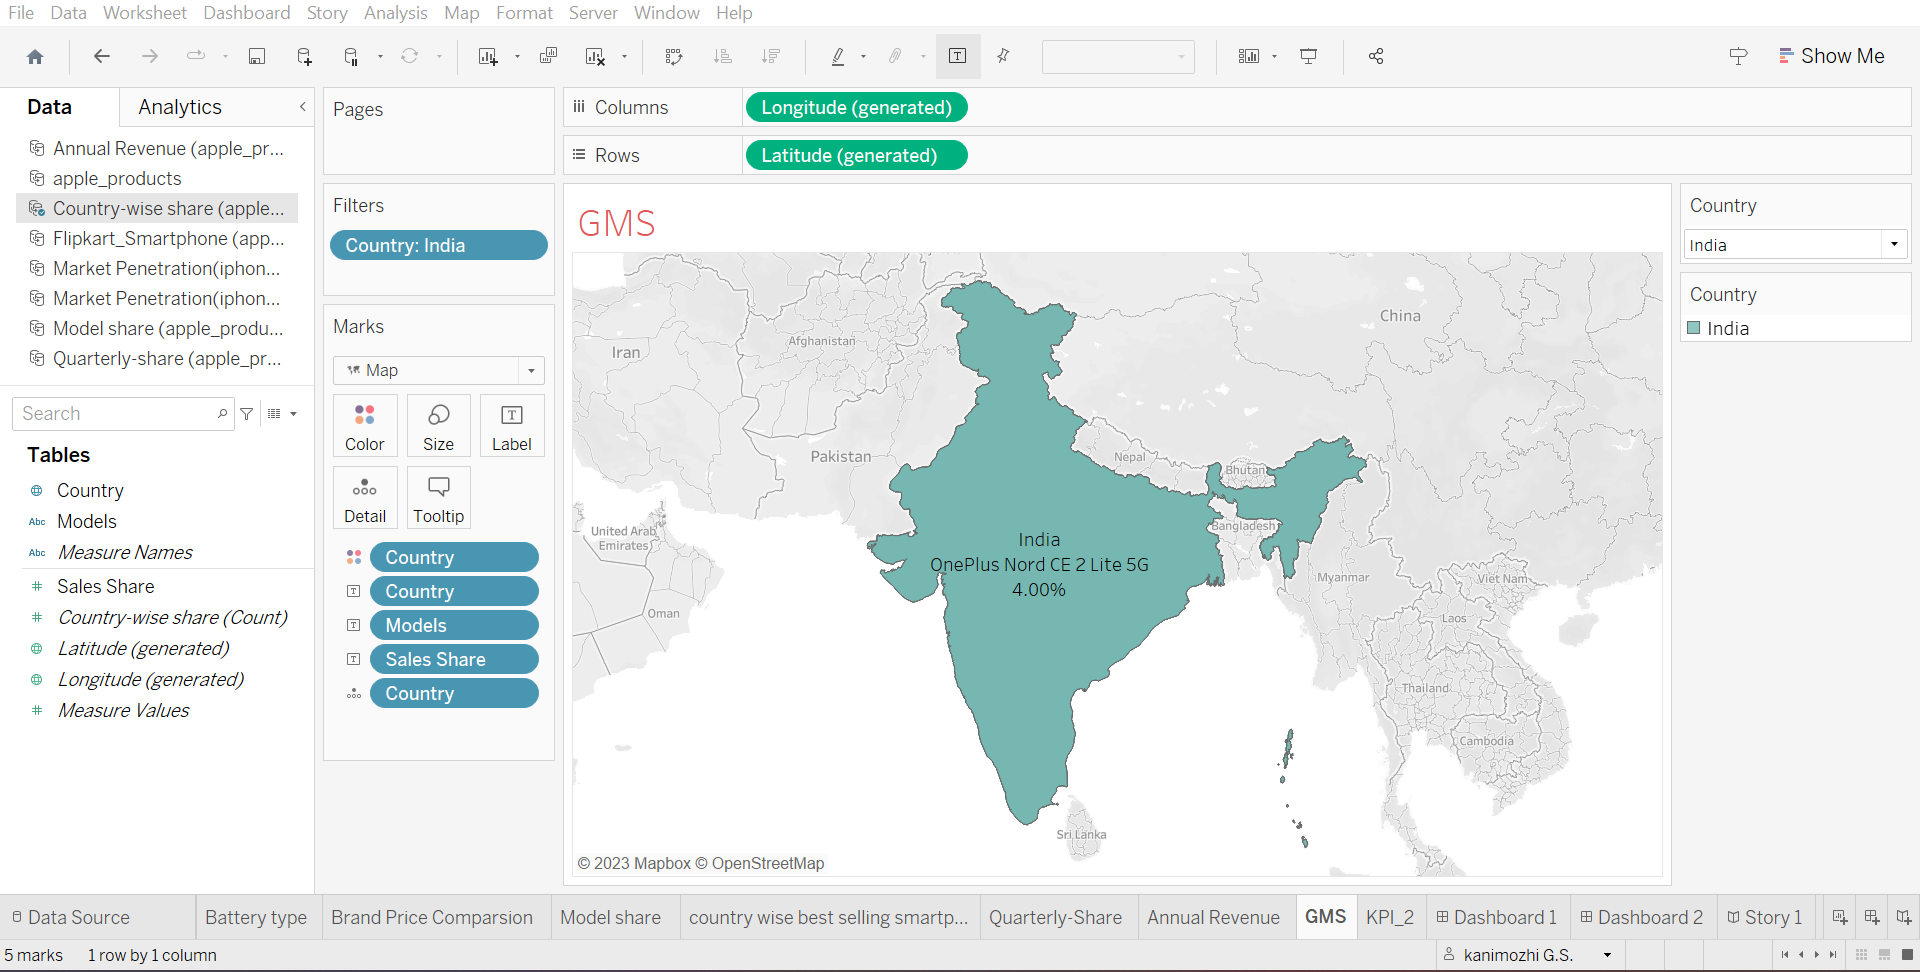 File Data Worksheet Dashboard Story Analysis Map Format Server Window Help
Show Me
Data Analytics
Annual Revenue (apple_pr...
apple_products
Country-wise share (apple...
Flipkart_Smartphone (app...
Market Penetration(iphon...
Market Penetration(iphon...
Model share (apple_produ...
Quarterly-share (apple_pr...
Search
Tables
Country
Abc Models
Abc Measure Names
# Sales Share
# Country-wise share (Count)
Latitude (generated)
Longitude (generated)
# Measure Values
Pages
Filters
Country: India
Marks
Map
Color Size Label
Detail Tooltip
Country
Country
Models
Sales Share
Country
Columns Longitude (generated)
Rows Latitude (generated)
GMS
China
Afghanistan
Iran
Pakistan
Nepal
Bhutan
United Arab
Emirates
Bangladesh
India
OnePlus Nord CE 2 Lite 5G
4.00%
Myanmar
Viet Nam
Oman
Laos
Thailand
Cambodia
Sri Lanka
© 2023 Mapbox © OpenStreetMap
Country
India
Country
India
Data Source Battery type Brand Price Comparsion Model share country wise best selling smartp... Quarterly-Share Annual Revenue GMS KPI_2 Dashboard 1 Dashboard 2 Story 1
5 marks 1 row by 1 column kanimozhi G.S.